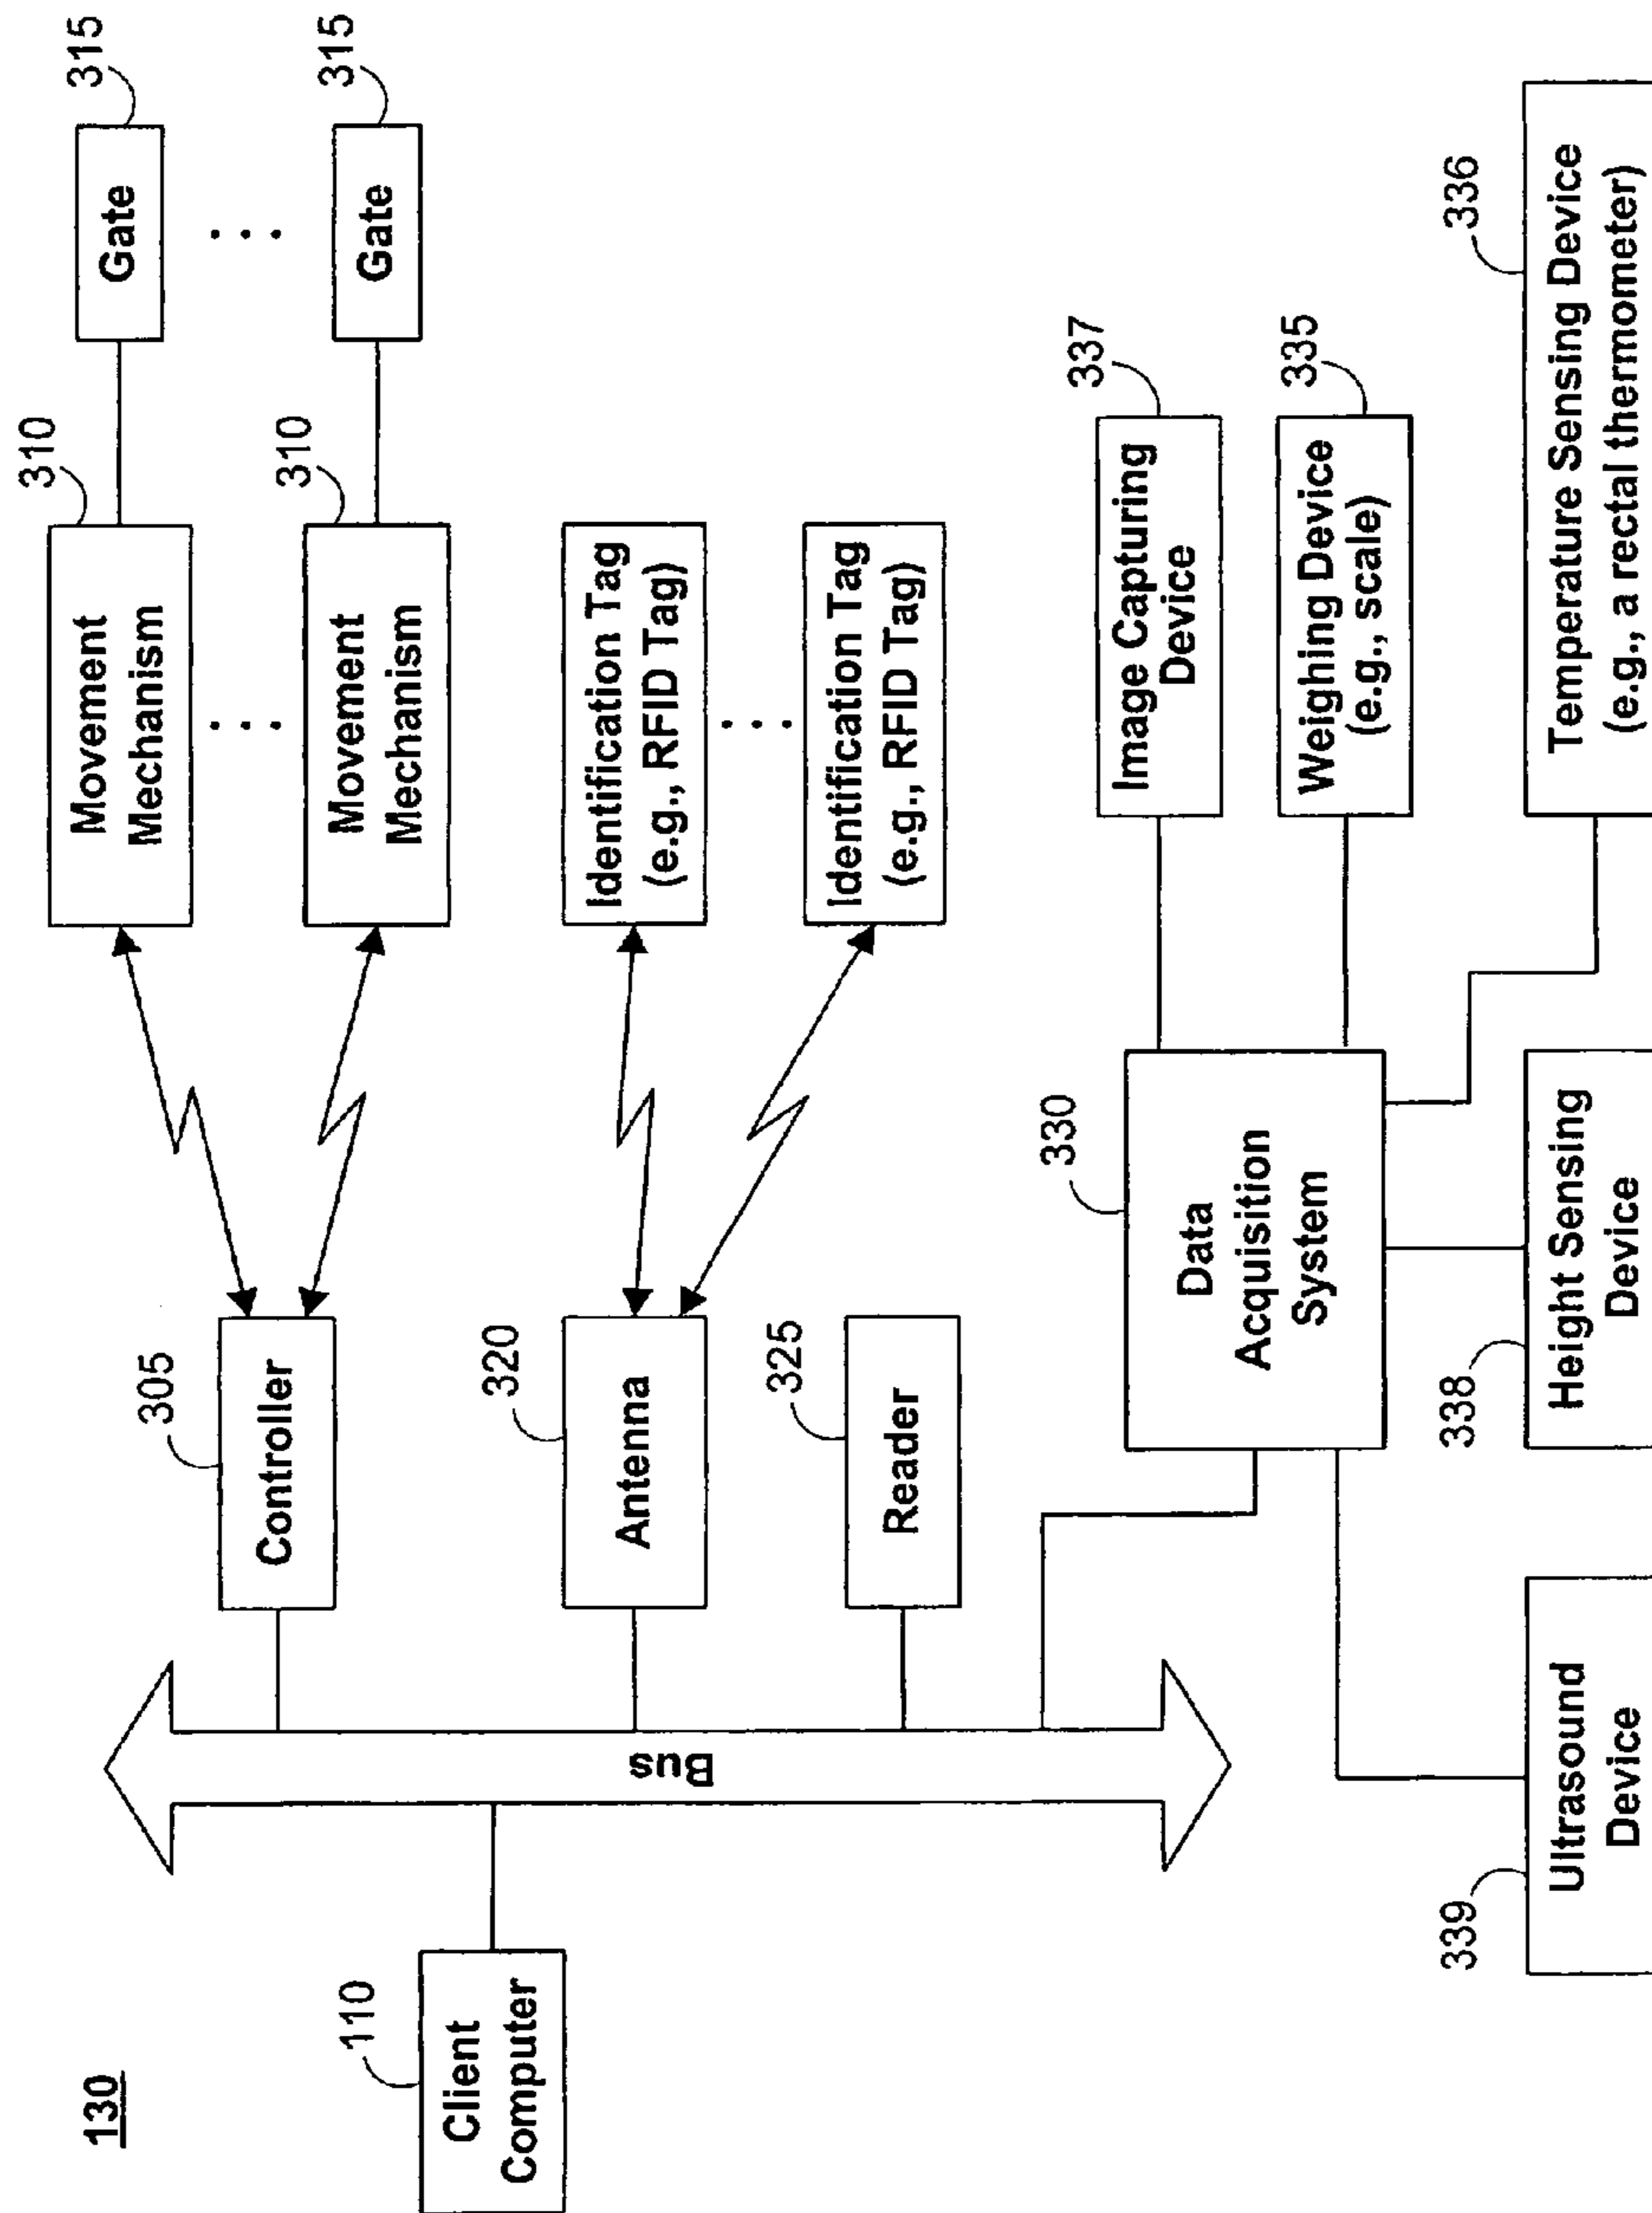 130
110
Client
Computer
Bus
305
Controller
320
Antenna
325
Reader
310
Movement
Mechanism
315
Gate
310
Movement
Mechanism
315
Gate
Identification Tag
(e.g., RFID Tag)
Identification Tag
(e.g., RFID Tag)
330
Data
Acquisition
System
337
Image Capturing
Device
335
Weighing Device
(e.g., scale)
339
Ultrasound
Device
338
Height Sensing
Device
336
Temperature Sensing Device
(e.g., a rectal thermometer)